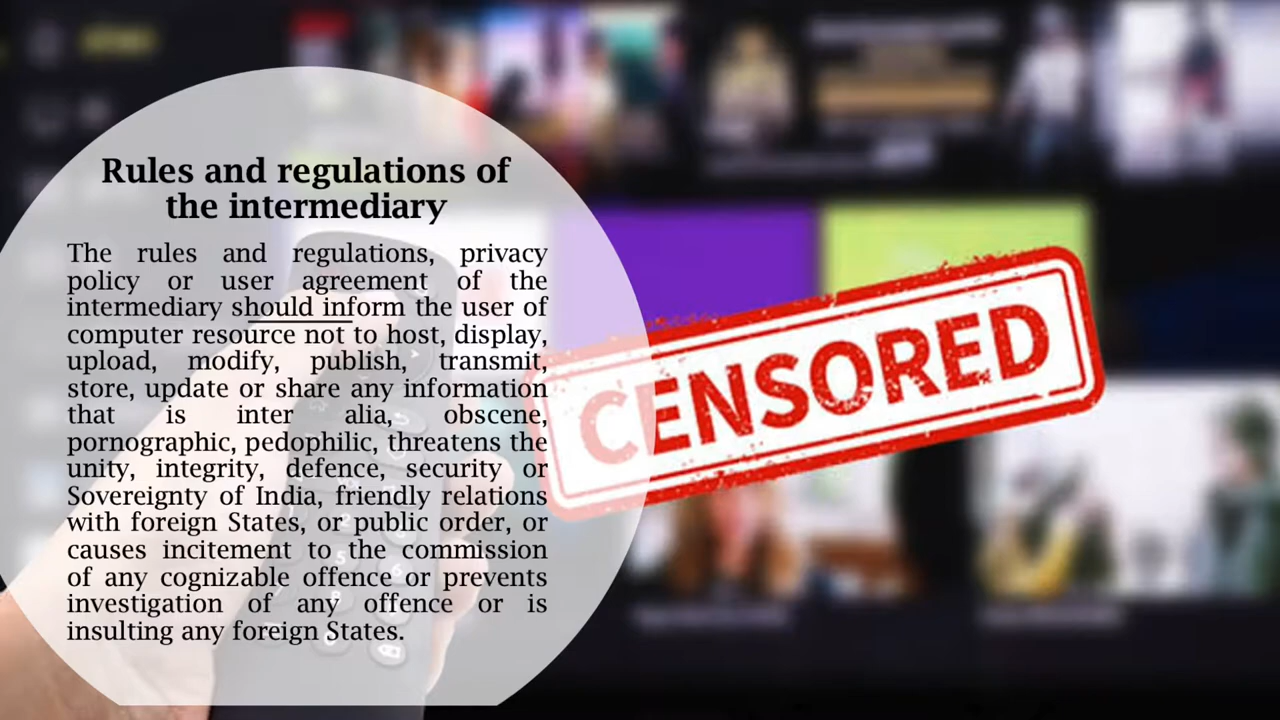 Rules and regulations of
the intermediary
The rules and regulations, privacy
policy or user agreement of the
intermediary should inform the user of
computer resource not to host, display,
upload, modify, publish, transmit,
store, update or share any information
that is inter alia, obscene,
pornographic, pedophilic, threatens the
unity, integrity, defence, security or
Sovereignty of India, friendly relations
with foreign States, or public order, or
causes incitement to the commission
of any cognizable offence or prevents
investigation of any offence or is
insulting any foreign States.
CENSORED